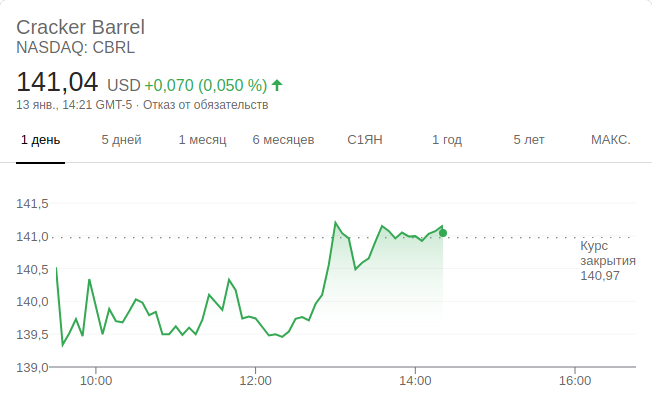 Cracker Barrel
NASDAQ: CBRL
141,04 USD +0,070 (0,050 %)
13 янв., 14:21 GMT-5 · Отказ от обязательств
1 день 5 дней 1 месяц 6 месяцев С1ЯН 1 год 5 лет МАКС.
141,5
141,0
140,5
140,0
139,5
139,0
Курс
закрытия
140,97
10:00 12:00 14:00 16:00